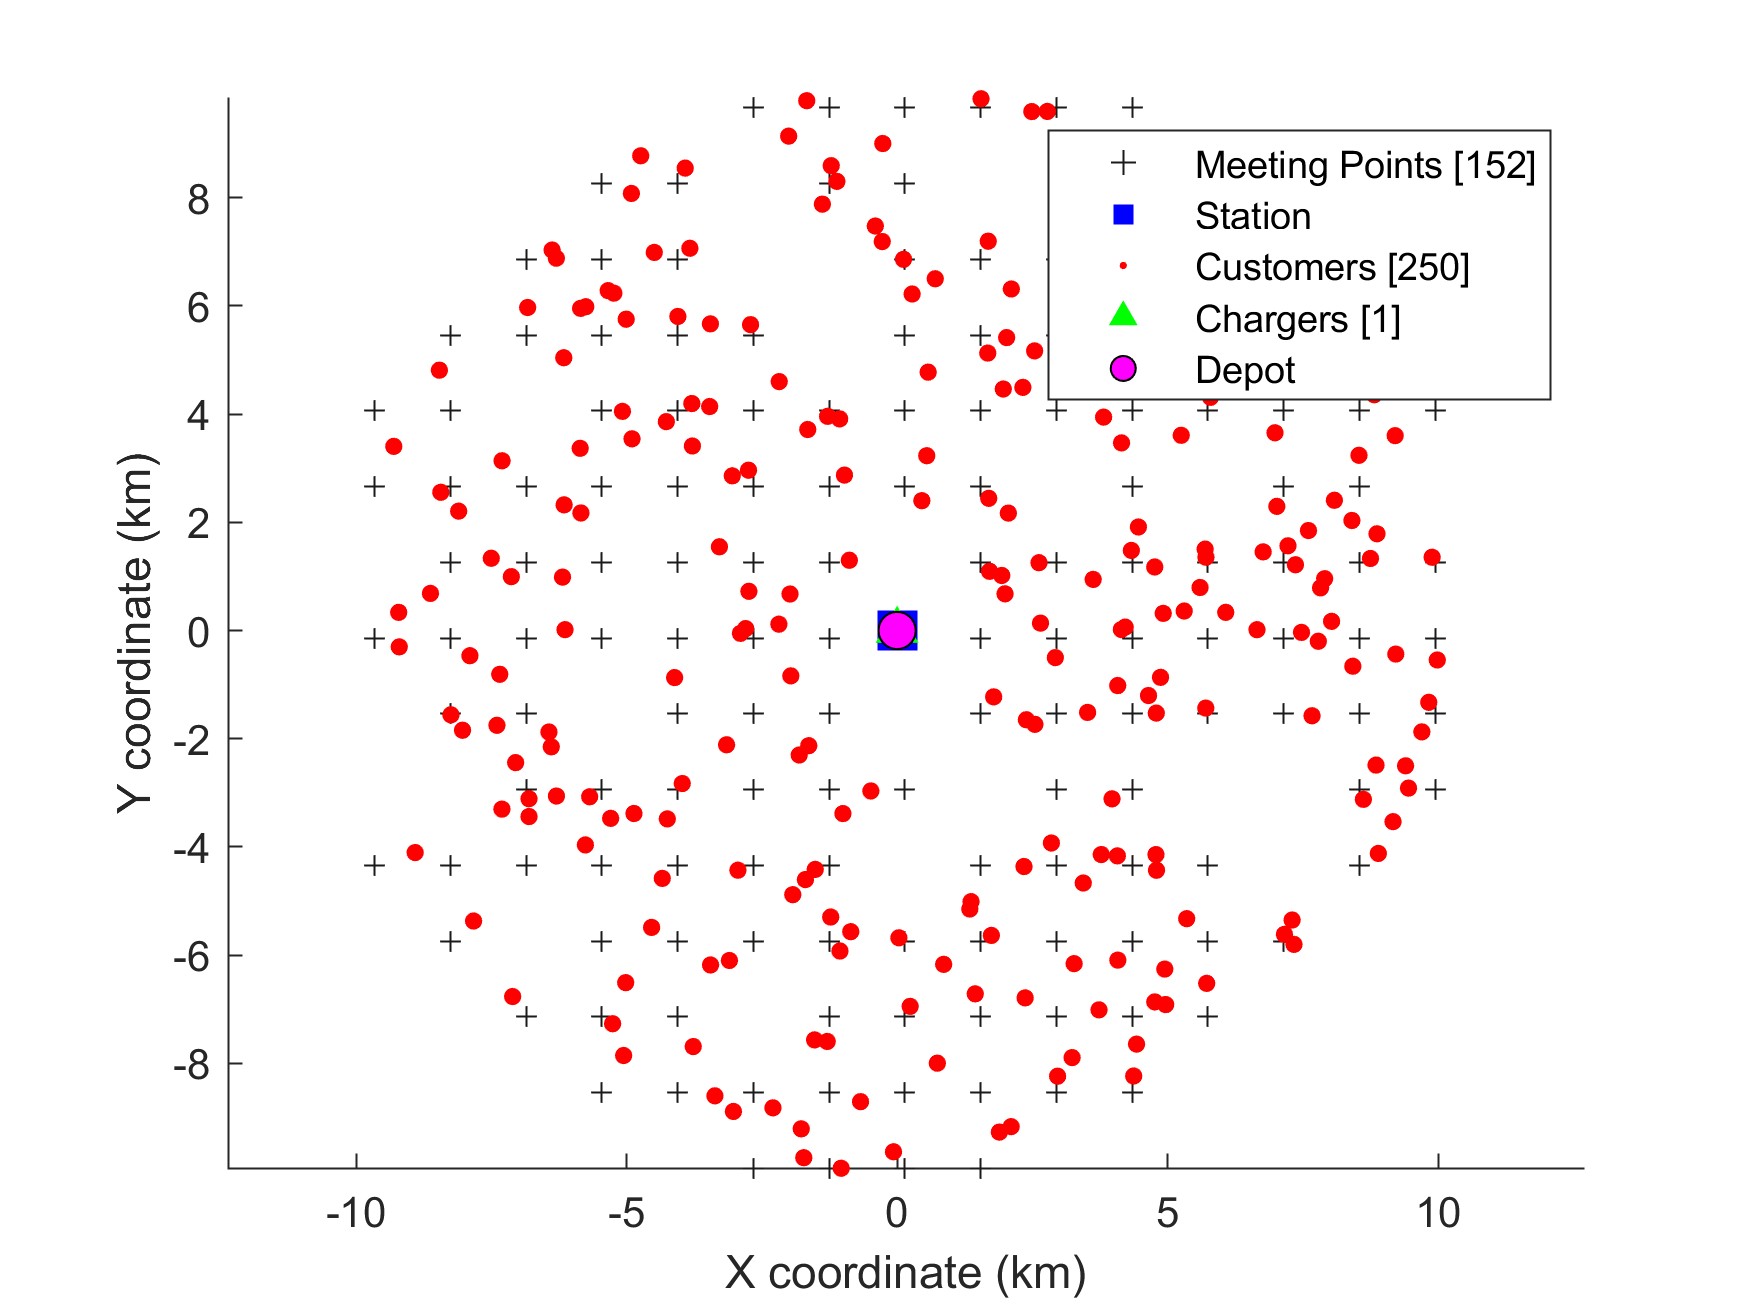 Meeting Points [152]
Station
Customers [250]
Chargers [1]
Depot
8
6
4
2
0
-2
-4
-6
-8
Y coordinate (km)
-10 -5 0 5 10
X coordinate (km)